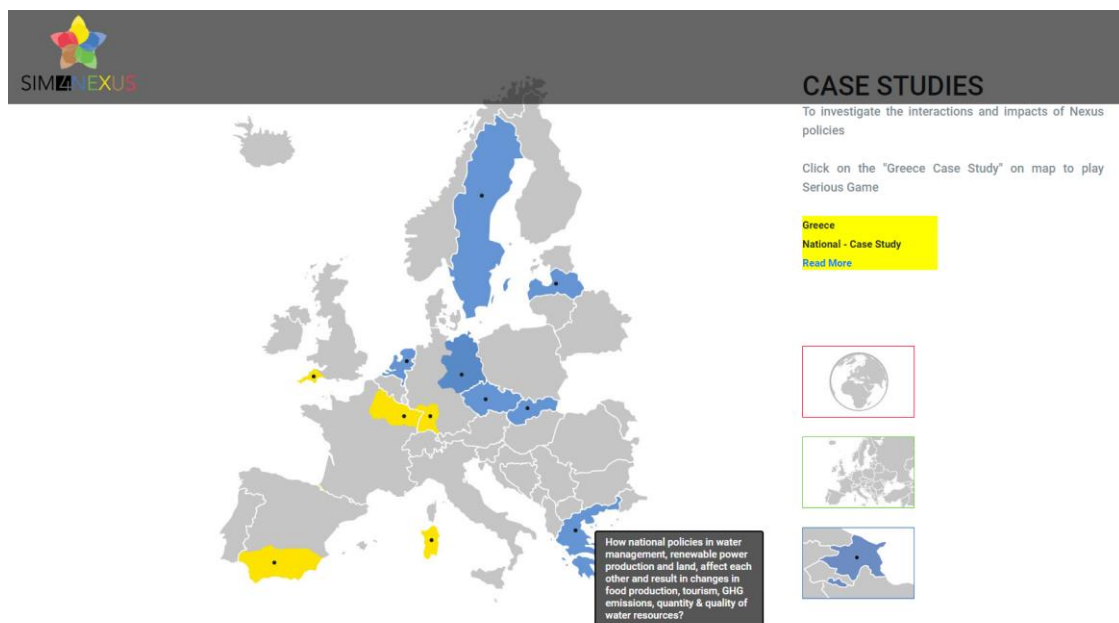 SIM4NEXUS
CASE STUDIES
To investigate the interactions and impacts of Nexus
policies
Click on the "Greece Case Study" on map to play
Serious Game
Greece
National - Case Study
Read More
How national policies in water
management, renewable power
production and land, affect each
other and result in changes in
food production, tourism, GHG
emissions, quantity & quality of
water resources?